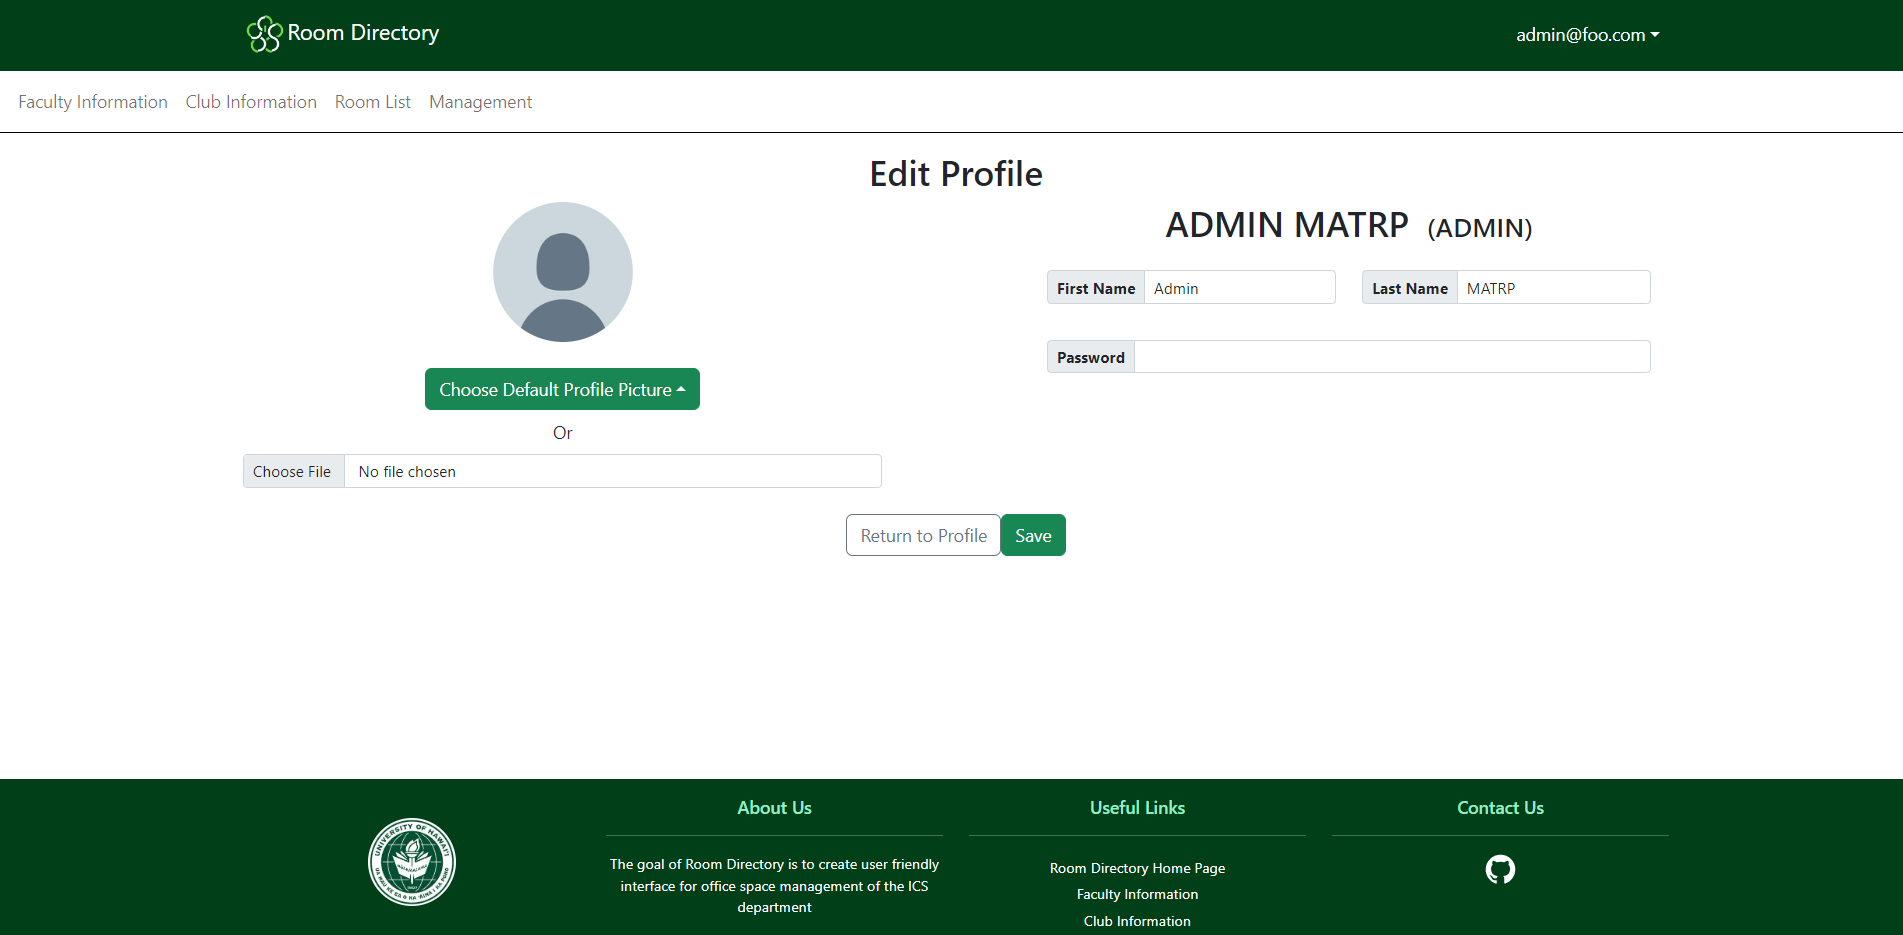 Room Directory
admin@foo.com
Faculty Information Club Information Room List Management
Edit Profile
ADMIN MATRP (ADMIN)
First Name Admin Last Name MATRP
Password
Choose Default Profile Picture
Or
Choose File No file chosen
Return to Profile Save
UNIVERSITY OF HAWAI'I
About Us
The goal of Room Directory is to create user friendly
interface for office space management of the ICS
department
Useful Links
Room Directory Home Page
Faculty Information
Club Information
Contact Us